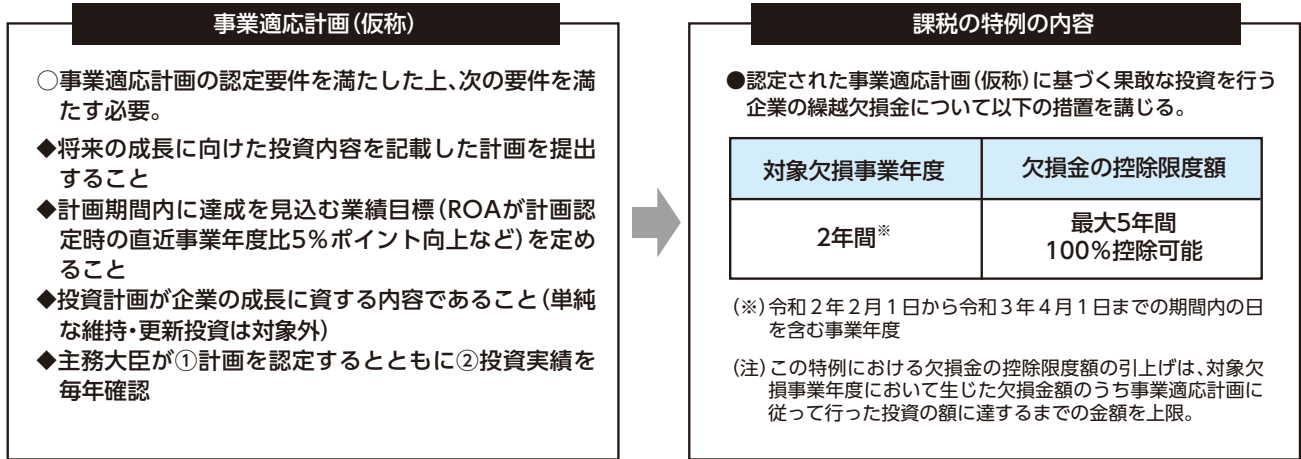 事業適応計画（仮称）
○事業適応計画の認定要件を満たした上、次の要件を満
たす必要。
◆将来の成長に向けた投資内容を記載した計画を提出
すること
◆計画期間内に達成を見込む業績目標（ROAが計画認
定時の直近事業年度比5％ポイント向上など）を定め
ること
◆投資計画が企業の成長に資する内容であること（単純
な維持・更新投資は対象外）
◆主務大臣が①計画を認定するとともに②投資実績を
毎年確認
課税の特例の内容
●認定された事業適応計画（仮称）に基づく果敢な投資を行う
企業の繰越欠損金について以下の措置を講じる。
対象欠損事業年度
欠損金の控除限度額
2年間※
最大5年間
100％控除可能
（※）令和２年２月１日から令和３年４月１日までの期間内の日
を含む事業年度
（注）この特例における欠損金の控除限度額の引上げは、対象欠
損事業年度において生じた欠損金額のうち事業適応計画に
従って行った投資の額に達するまでの金額を上限。